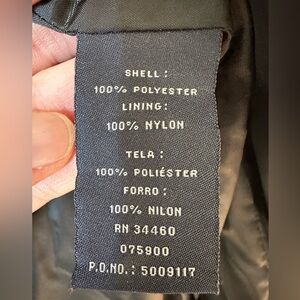 SHELL :
100% POLYESTER
LINING:
100% NYLON
TELA :
100% POLIÉSTER
FORRO :
100% NILON
RN 34460
075900
P.O.NO.: 5009117